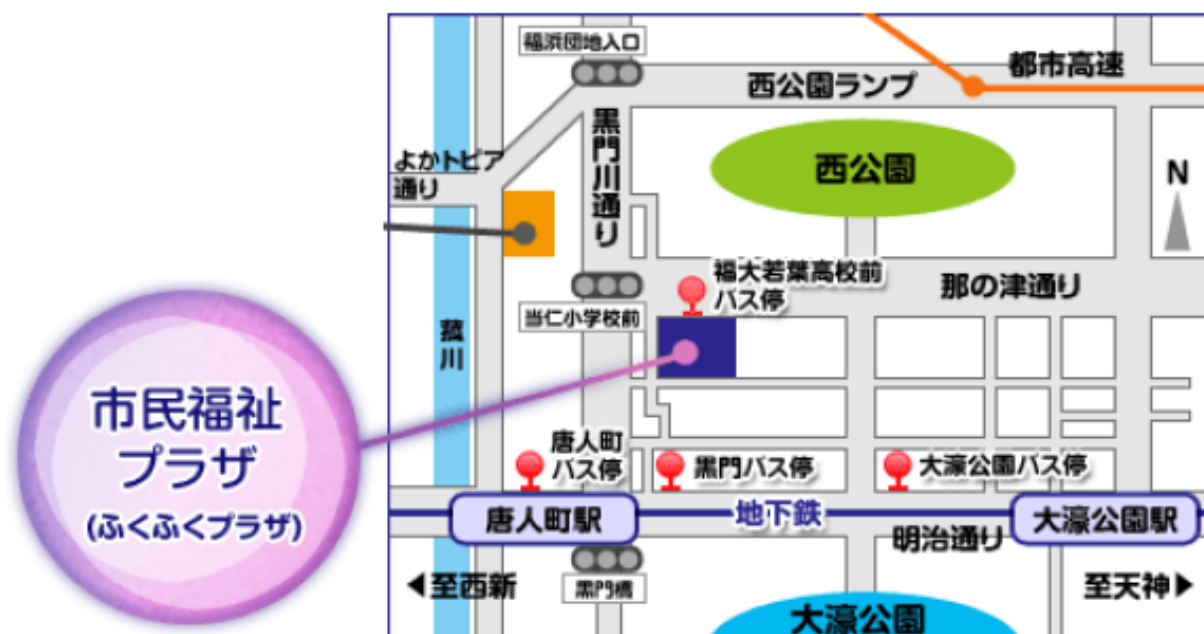 福浜団地入口
都市高速
西公園ランプ
黒門川通り
よかトピア
通り
西公園
N
福大若葉高校前
バス停
那の津通り
当仁小学校前
菰川
市民福祉
プラザ
(ふくふくプラザ)
唐人町
バス停
黒門バス停
大濠公園バス停
唐人町駅
地下鉄
大濠公園駅
明治通り
◀至西新
黒門橋
至天神▶
大濠公園